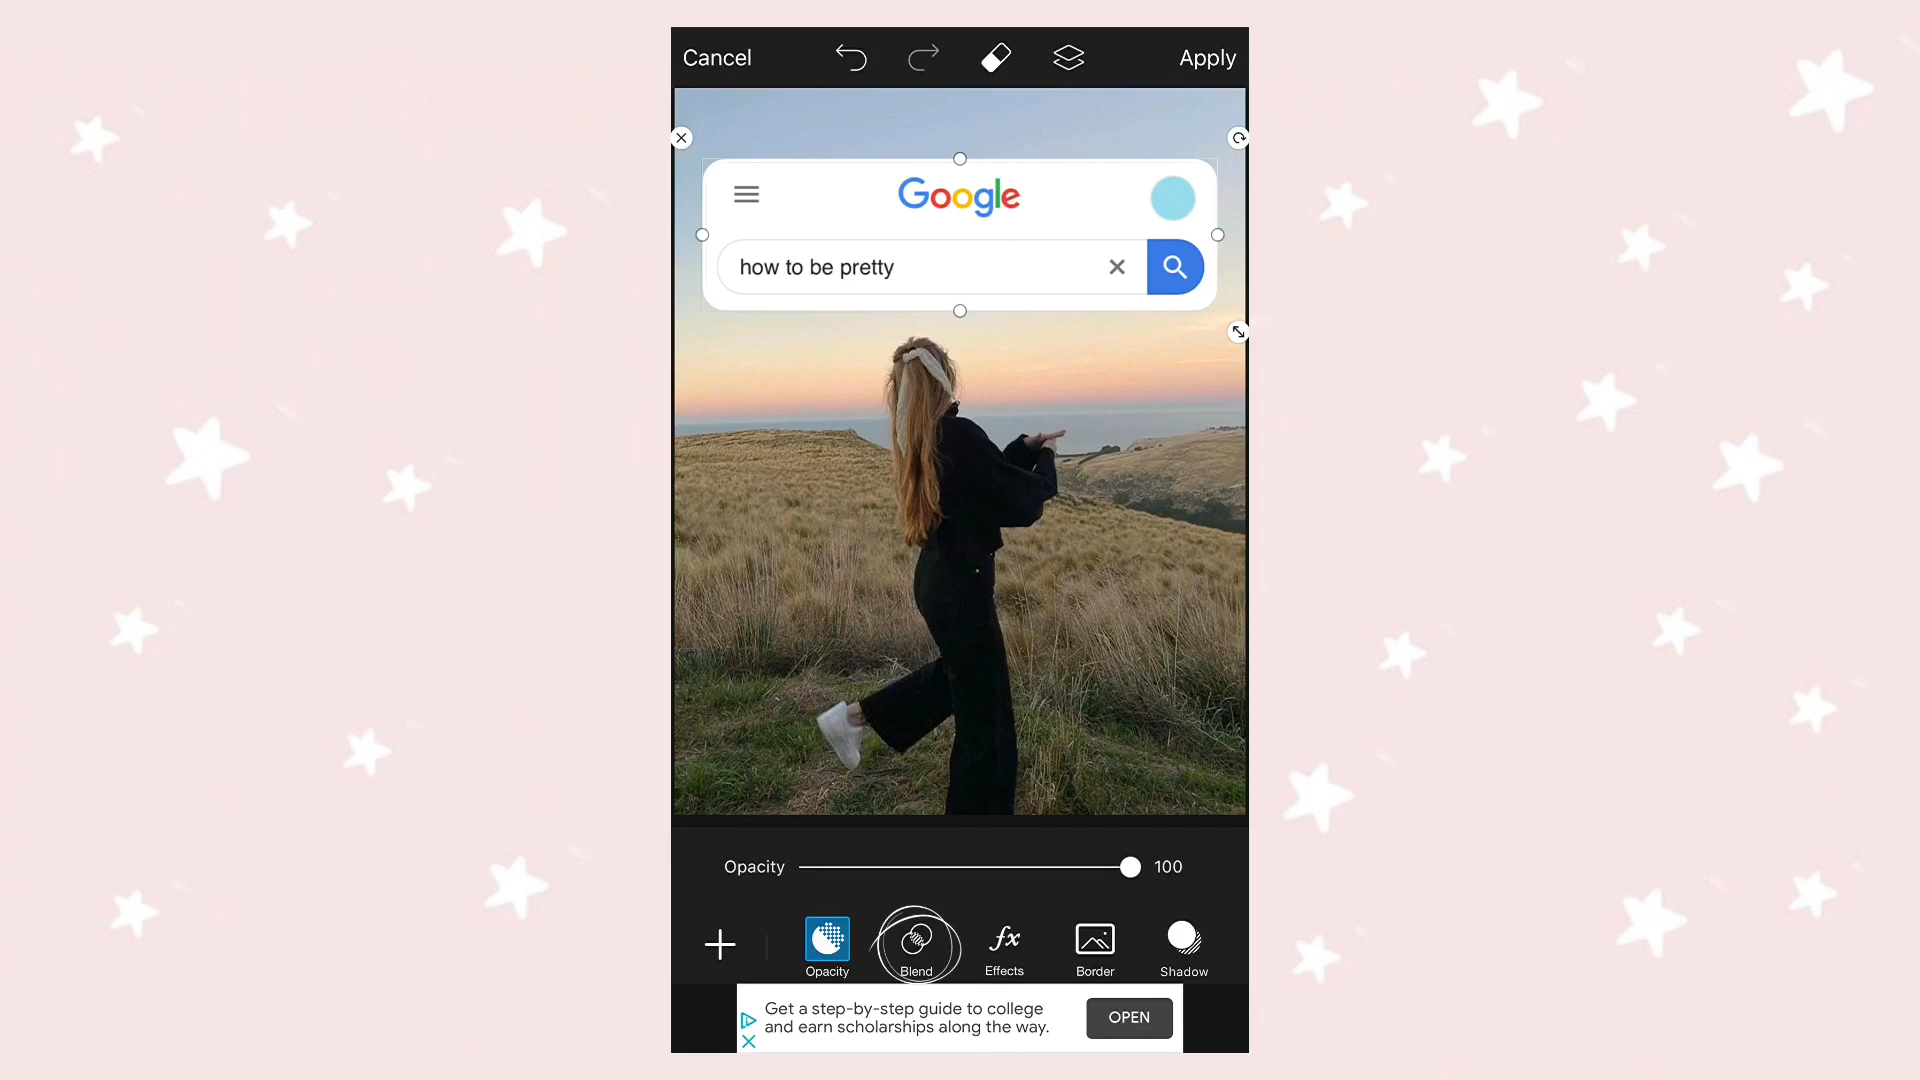 Cancel
Apply
Google
how to be pretty
Opacity
100
Opacity
Blend
fx
Effects
Border
Shadow
Get a step-by-step guide to college
and earn scholarships along the way.
OPEN